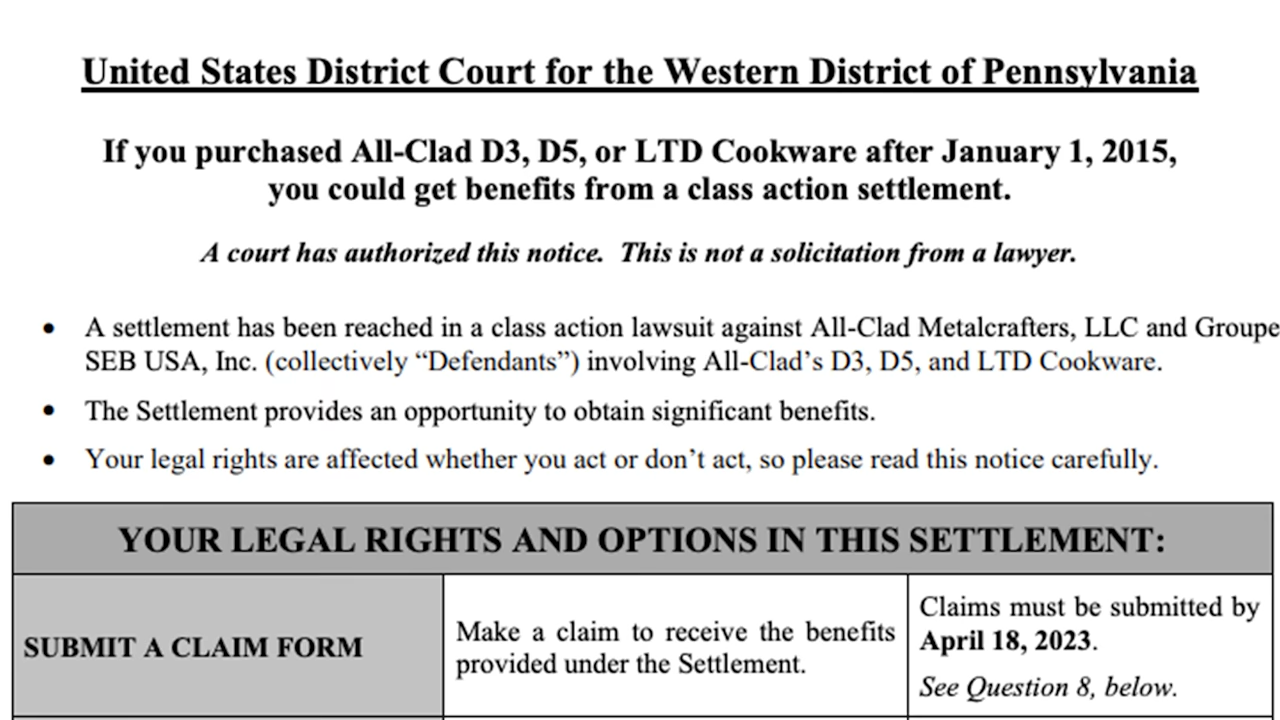 United States District Court for the Western District of Pennsylvania
If you purchased All-Clad D3, D5, or LTD Cookware after January 1, 2015,
you could get benefits from a class action settlement.
A court has authorized this notice.  This is not a solicitation from a lawyer.
• A settlement has been reached in a class action lawsuit against All-Clad Metalcrafters, LLC and Groupe
SEB USA, Inc. (collectively “Defendants”) involving All-Clad’s D3, D5, and LTD Cookware.
• The Settlement provides an opportunity to obtain significant benefits.
• Your legal rights are affected whether you act or don’t act, so please read this notice carefully.
YOUR LEGAL RIGHTS AND OPTIONS IN THIS SETTLEMENT:
SUBMIT A CLAIM FORM
Make a claim to receive the benefits
provided under the Settlement.
Claims must be submitted by
April 18, 2023.
See Question 8, below.